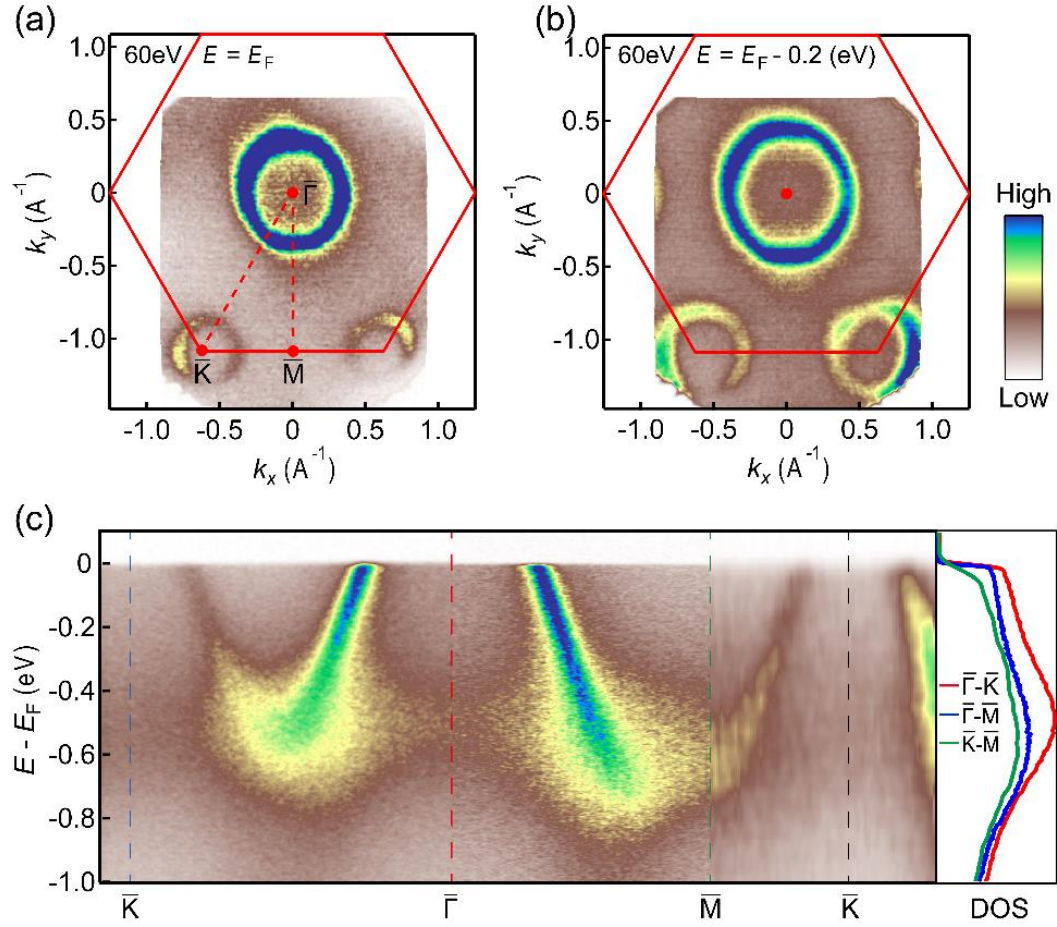 (a)
60eV E = E_F
1.0
0.5
0
-0.5
-1.0
k_y (A⁻¹)
Γ̅
K̅
M̅
-1.0 -0.5 0 0.5 1.0
k_x (A⁻¹)
(b)
60eV E = E_F - 0.2 (eV)
1.0
0.5
0
-0.5
-1.0
k_y (A⁻¹)
-1.0 -0.5 0 0.5 1.0
k_x (A⁻¹)
High
Low
(c)
0
-0.2
-0.4
-0.6
-0.8
-1.0
E - E_F (eV)
K̅ Γ̅ M̅ K̅ DOS
Γ̅-K̅
Γ̅-M̅
K̅-M̅